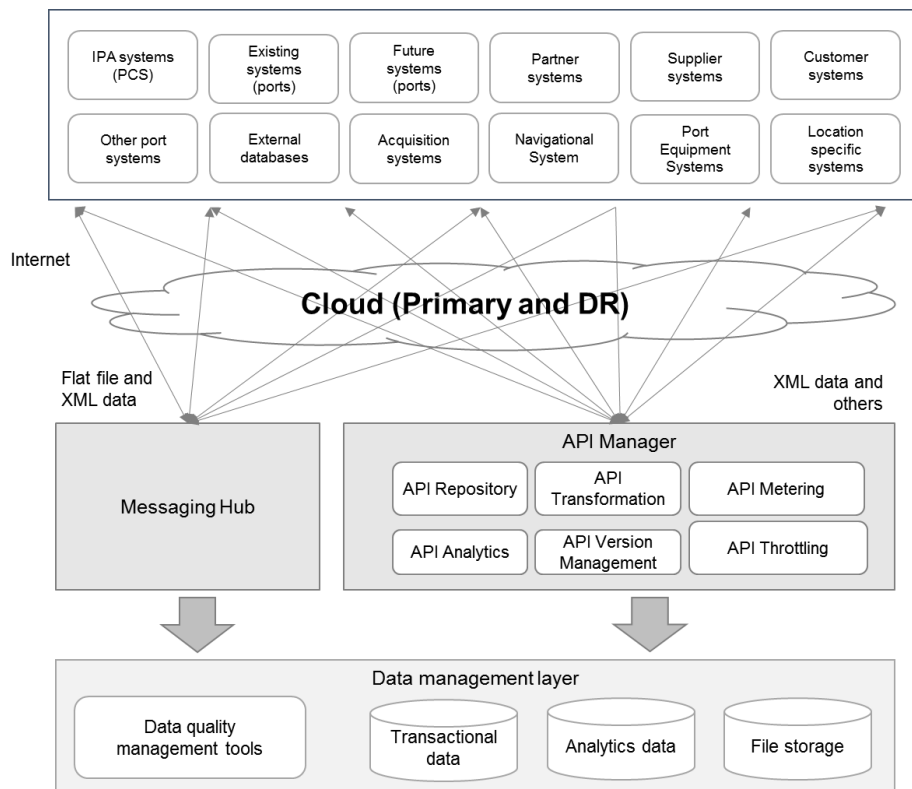 IPA systems
(PCS)
Existing
systems
(ports)
Future
systems
(ports)
Partner
systems
Supplier
systems
Customer
systems
Other port
systems
External
databases
Acquisition
systems
Navigational
System
Port
Equipment
Systems
Location
specific
systems
Internet
Cloud (Primary and DR)
Flat file and
XML data
XML data and
others
Messaging Hub
API Manager
API Repository
API
Transformation
API Metering
API Analytics
API Version
Management
API Throttling
Data management layer
Data quality
management tools
Transactional
data
Analytics data
File storage